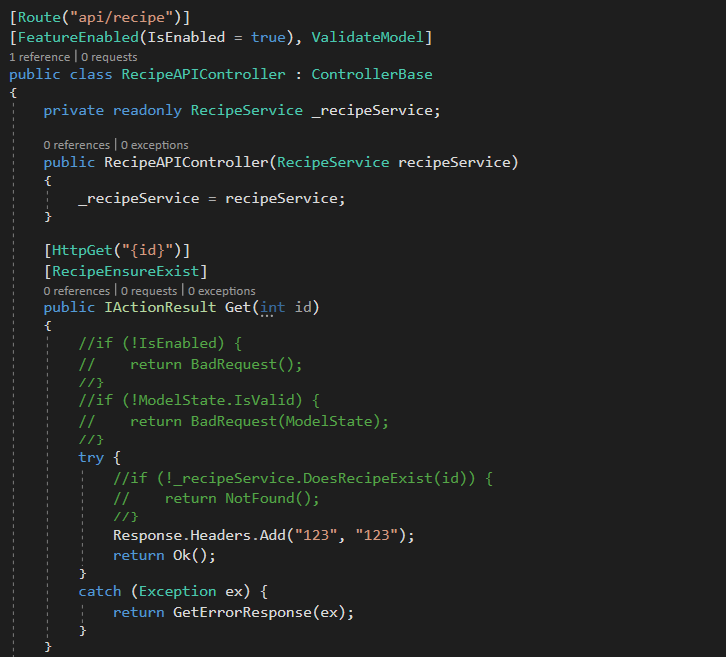 [Route("api/recipe")]
[FeatureEnabled(IsEnabled = true), ValidateModel]
1 reference | 0 requests
public class RecipeAPIController : ControllerBase
{
    private readonly RecipeService _recipeService;
    0 references | 0 exceptions
    public RecipeAPIController(RecipeService recipeService)
    {
        _recipeService = recipeService;
    }
    [HttpGet("{id}")]
    [RecipeEnsureExist]
    0 references | 0 requests | 0 exceptions
    public IActionResult Get(int id)
    {
        //if (!IsEnabled) {
        //    return BadRequest();
        //}
        //if (!ModelState.IsValid) {
        //    return BadRequest(ModelState);
        //}
        try {
            //if (!_recipeService.DoesRecipeExist(id)) {
            //    return NotFound();
            //}
            Response.Headers.Add("123", "123");
            return Ok();
        }
        catch (Exception ex) {
            return GetErrorResponse(ex);
        }
    }